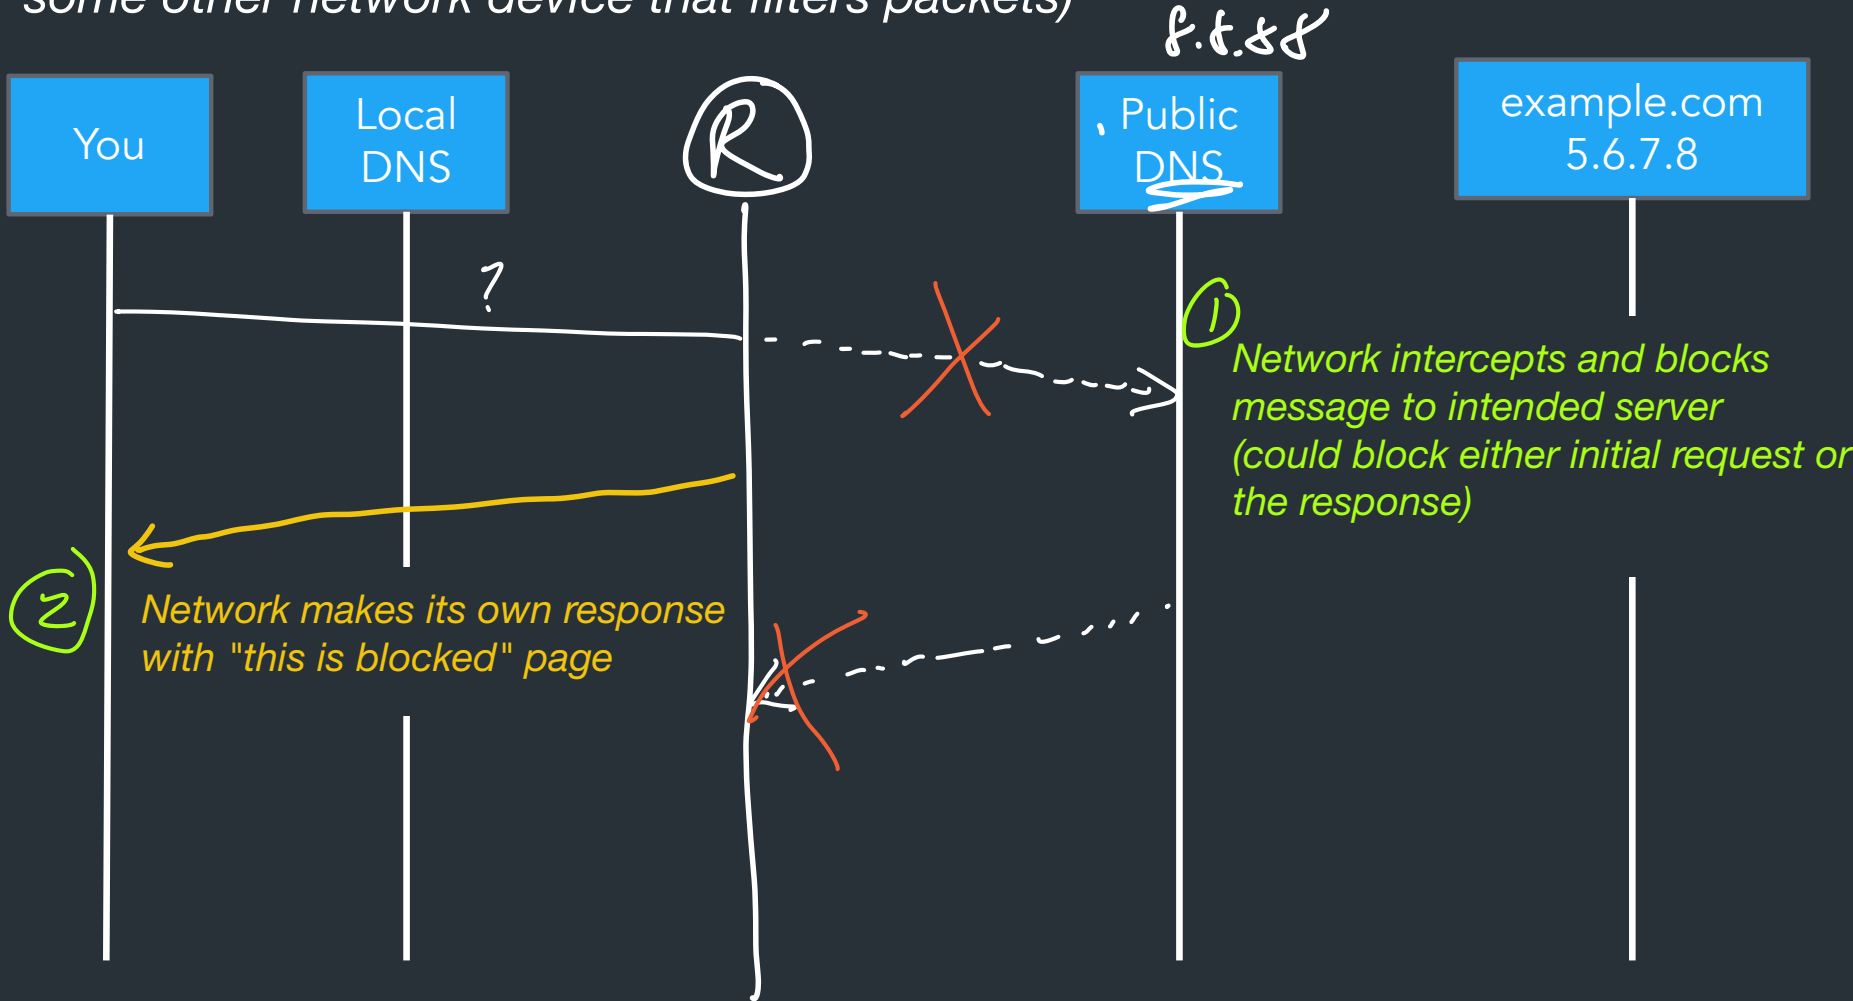 some other network device that filters packets)
8.8.88
You
Local
DNS
R
Public
DNS
example.com
5.6.7.8
?
1
Network intercepts and blocks
message to intended server
(could block either initial request or
the response)
2
Network makes its own response
with "this is blocked" page